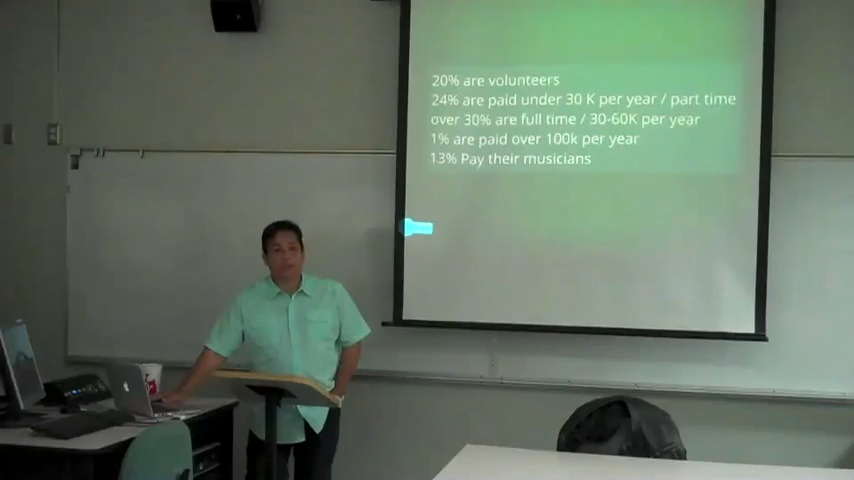 20% are volunteers
24% are paid under 30 K per year / part time
over 30% are full time / 30-60K per year
1% are paid over 100k per year
13% Pay their musicians